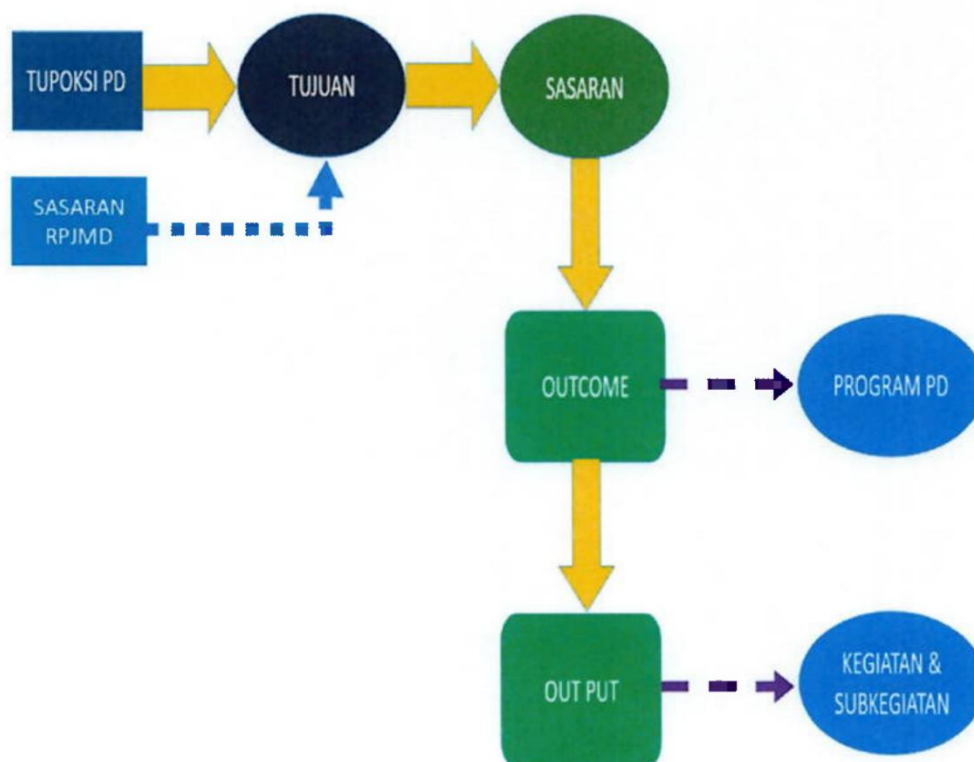 TUPOKSI PD
TUJUAN
SASARAN
SASARAN
RPJMD
OUTCOME
PROGRAM PD
OUT PUT
KEGIATAN &
SUBKEGIATAN